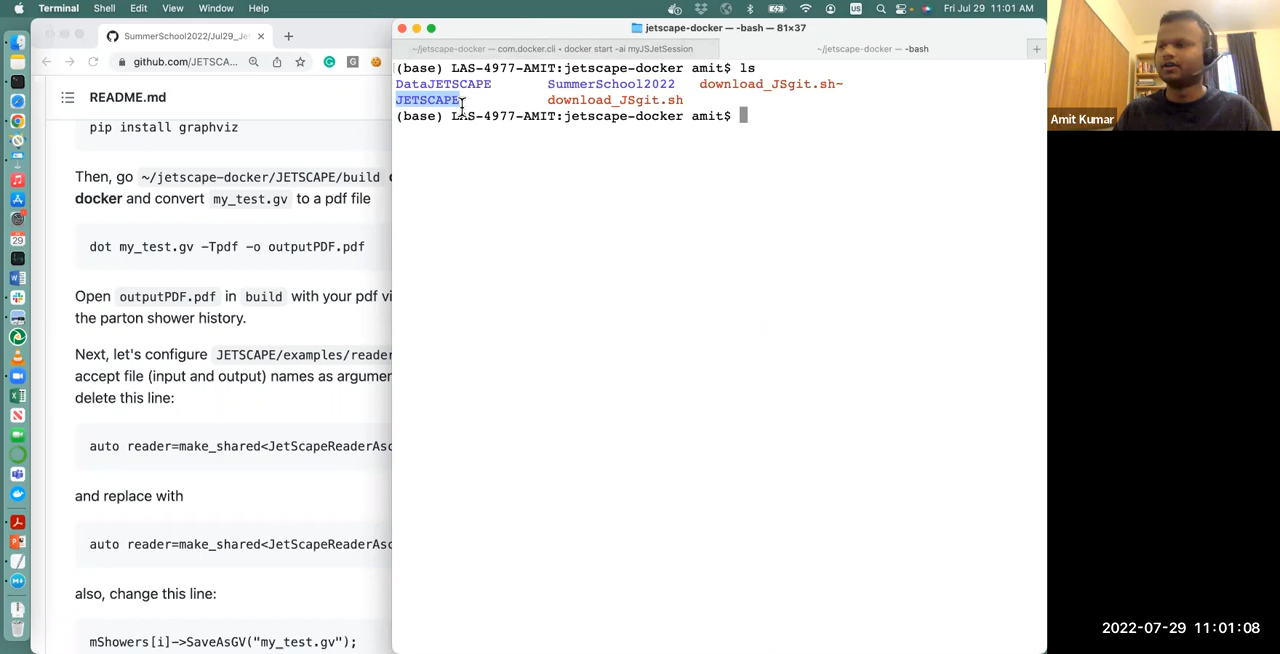 Terminal Shell Edit View Window Help
Fri Jul 29 11:01 AM
SummerSchool2022/Jul29_Je
github.com/JETSCA...
README.md
pip install graphviz
Then, go ~/jetscape-docker/JETSCAPE/build
docker and convert my_test.gv to a pdf file
dot my_test.gv -Tpdf -o outputPDF.pdf
Open outputPDF.pdf in build with your pdf vi
the parton shower history.
Next, let's configure JETSCAPE/examples/reader
accept file (input and output) names as argumen
delete this line:
auto reader=make_shared<JetScapeReaderAsc
and replace with
auto reader=make_shared<JetScapeReaderAsc
also, change this line:
mShowers[i]->SaveAsGV("my_test.gv");
jetscape-docker — -bash — 81×37
~/jetscape-docker — com.docker.cli ‹ docker start -ai myJSJetSession
~/jetscape-docker — -bash
(base) LAS-4977-AMIT:jetscape-docker amit$ ls
DataJETSCAPE SummerSchool2022 download_JSgit.sh~
JETSCAPE download_JSgit.sh
(base) LAS-4977-AMIT:jetscape-docker amit$
Amit Kumar
2022-07-29 11:01:08